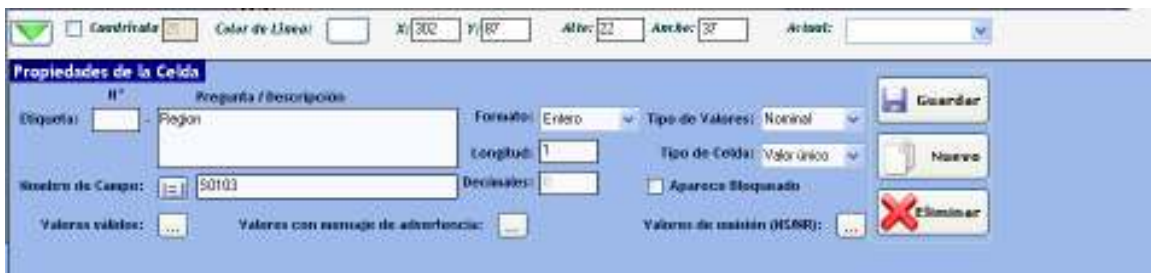 Cuadrícula 25 Color de Línea: X: 302 Y: 87 Alto: 22 Ancho: 37 Actual:
Propiedades de la Celda
N° Pregunta / Descripción
Etiqueta: - Region Formato: Entero Tipo de Valores: Nominal Guardar
Longitud: 1 Tipo de Celda: Valor único Nuevo
Nombre de Campo: S0103 Decimales: Aparece Bloqueado
Valores válidos: ... Valores con mensaje de advertencia: ... Valores de omisión (NS/NR): ... Eliminar